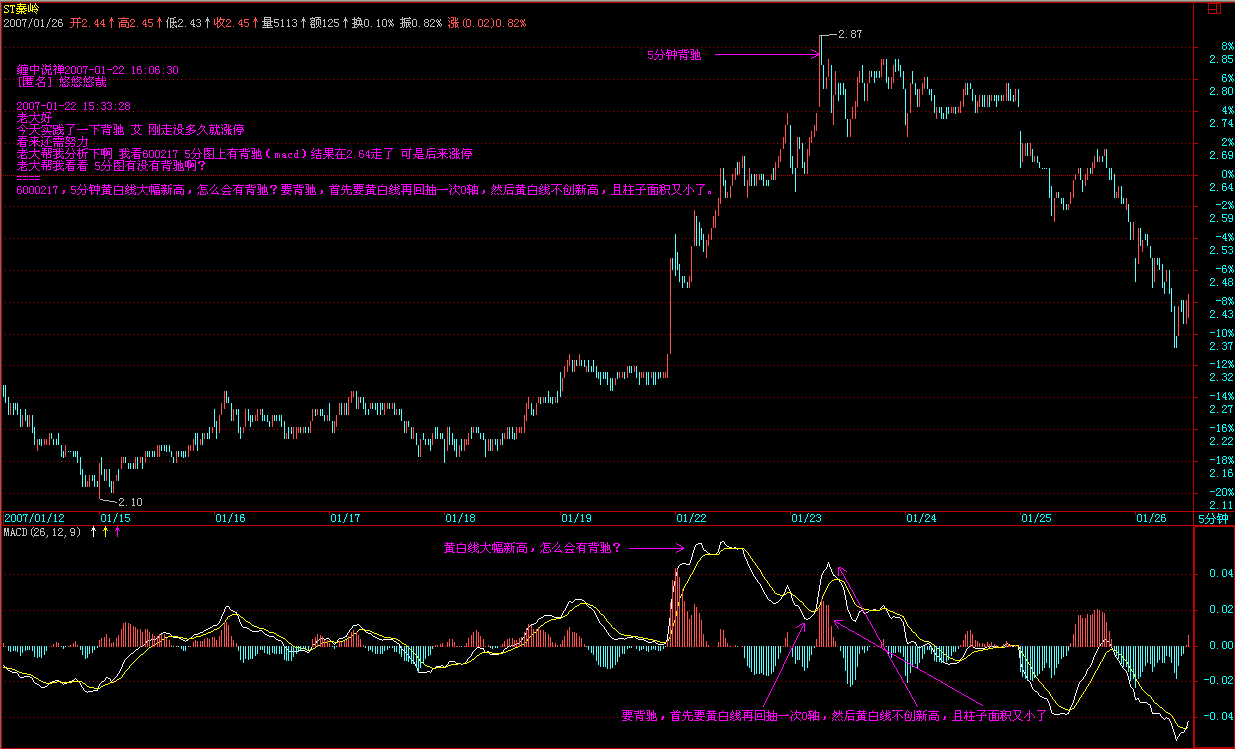 ST秦岭
2007/01/26 开2.44↑高2.45↑低2.43↑收2.45↑量5113↑额125↑换0.10% 振0.82% 涨(0.02)0.82%
2.87
5分钟背驰
缠中说禅2007-01-22 16:06:30
[匿名] 悠悠悠哉
2007-01-22 15:33:28
老大好
今天实践了一下背驰 艾 刚走没多久就涨停
看来还需努力
老大帮我分析下啊 我看600217 5分图上有背驰(macd)结果在2.64走了 可是后来涨停
老大帮我看看 5分图有没有背驰啊?
====
6000217,5分钟黄白线大幅新高,怎么会有背驰?要背驰,首先要黄白线再回抽一次0轴,然后黄白线不创新高,且柱子面积又小了。
8%
2.85
6%
2.80
4%
2.74
2%
2.69
0%
2.64
-2%
2.59
-4%
2.53
-6%
2.48
-8%
2.43
-10%
2.37
-12%
2.32
-14%
2.27
-16%
2.22
-18%
2.16
-20%
2.11
2.10
2007/01/12 01/15 01/16 01/17 01/18 01/19 01/22 01/23 01/24 01/25 01/26 5分钟
MACD(26,12,9) ↑ ↑ ↑
黄白线大幅新高,怎么会有背驰?
0.04
0.02
0.00
-0.02
-0.04
要背驰,首先要黄白线再回抽一次0轴,然后黄白线不创新高,且柱子面积又小了